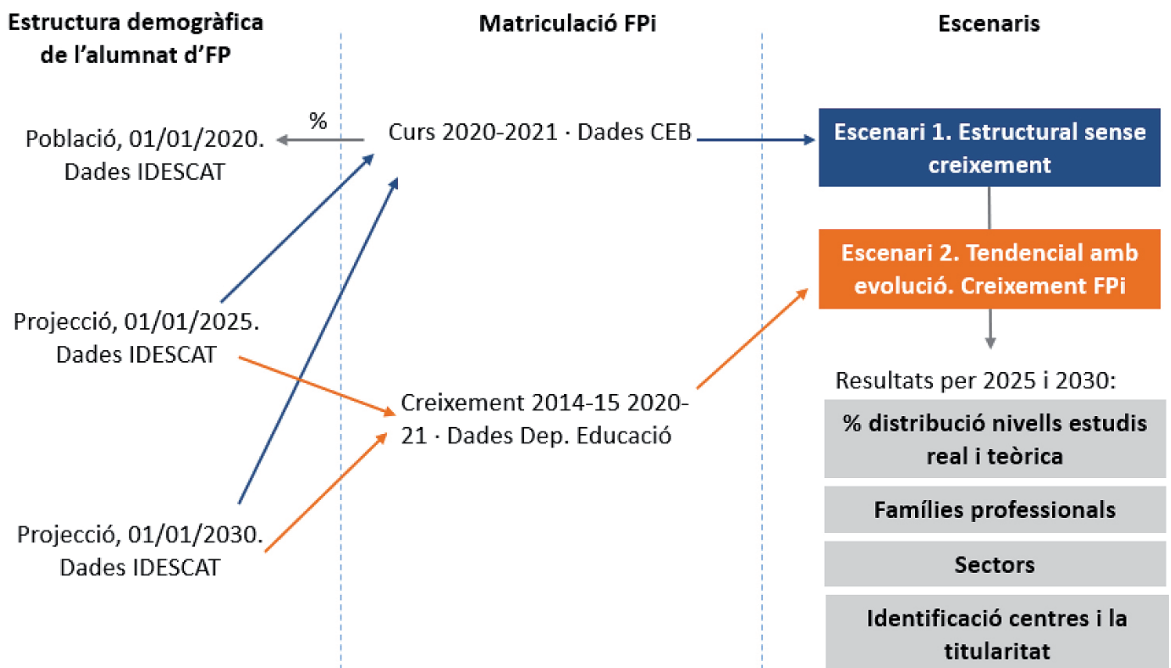 Estructura demogràfica
de l’alumnat d’FP
Matriculació FPi
Escenaris
Població, 01/01/2020.
Dades IDESCAT
%
Curs 2020-2021 · Dades CEB
Escenari 1. Estructural sense
creixement
Escenari 2. Tendencial amb
evolució. Creixement FPi
Projecció, 01/01/2025.
Dades IDESCAT
Creixement 2014-15 2020-
21 · Dades Dep. Educació
Projecció, 01/01/2030.
Dades IDESCAT
Resultats per 2025 i 2030:
% distribució nivells estudis
real i teòrica
Famílies professionals
Sectors
Identificació centres i la
titularitat